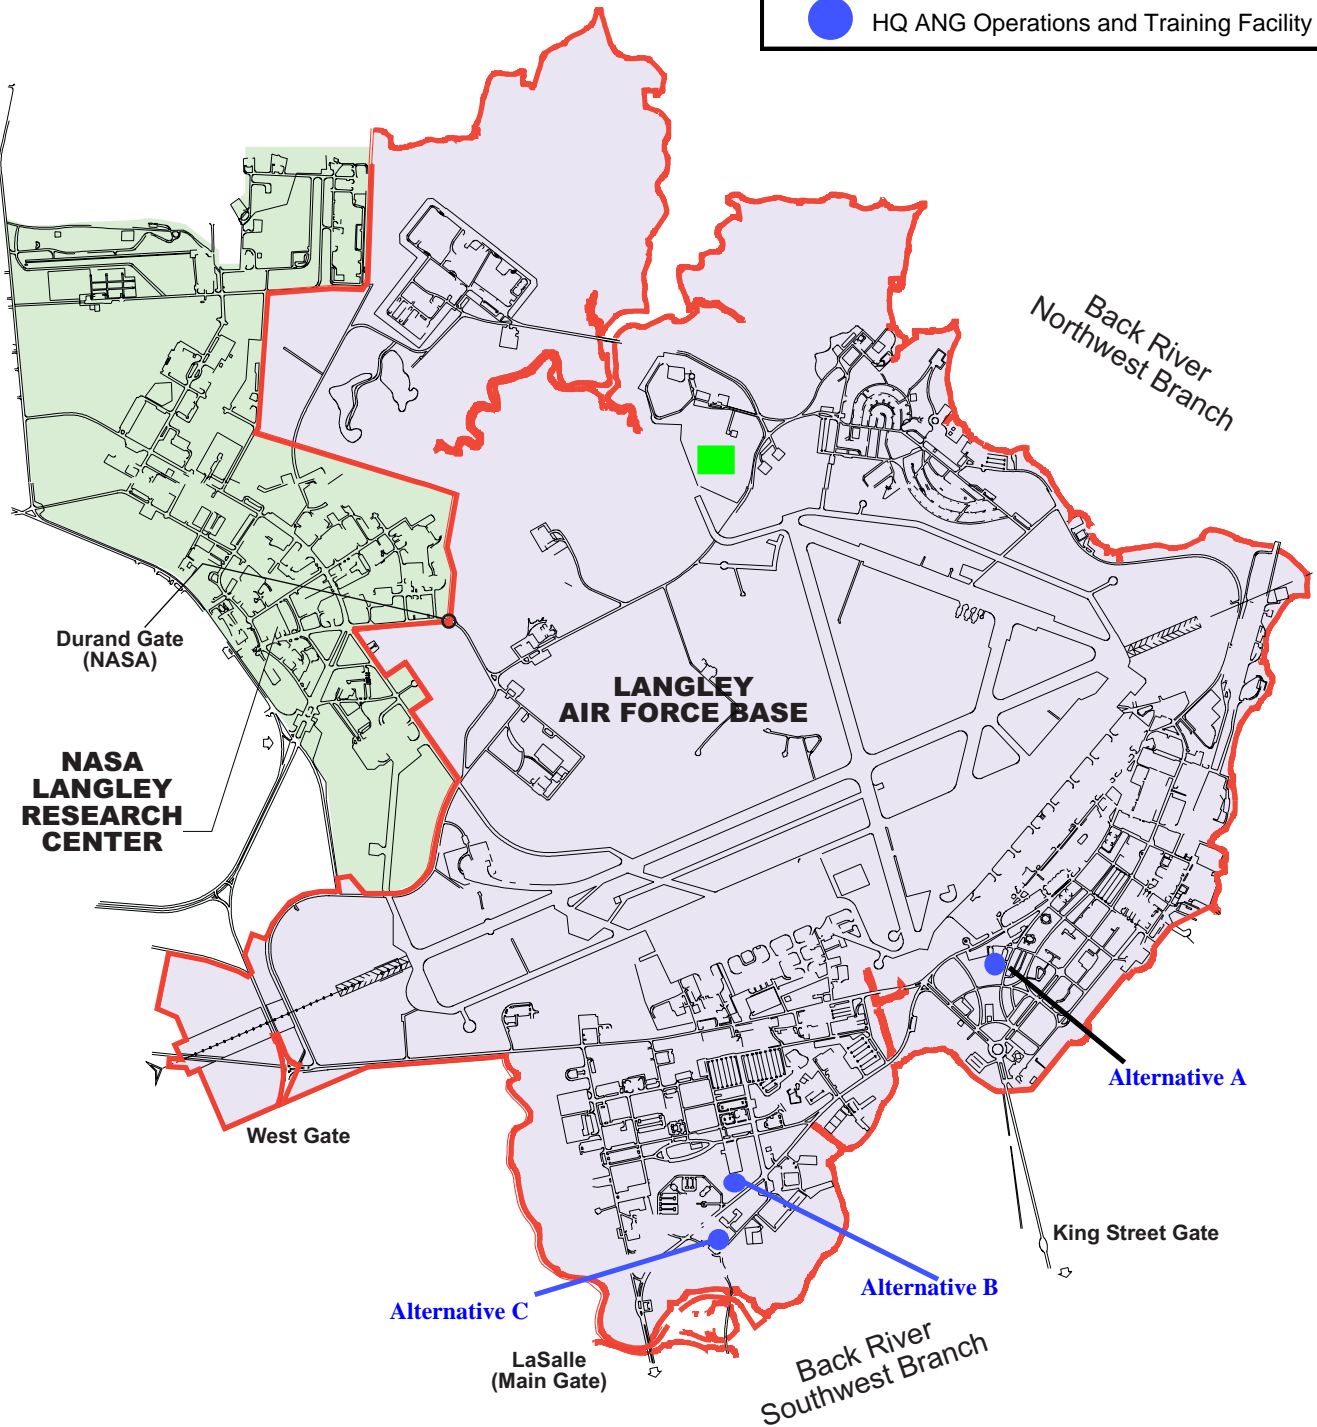 HQ ANG Operations and Training Facility
Back River
Northwest Branch
Durand Gate
(NASA)
LANGLEY
AIR FORCE BASE
NASA
LANGLEY
RESEARCH
CENTER
Alternative A
West Gate
King Street Gate
Alternative B
Alternative C
LaSalle
(Main Gate)
Back River
Southwest Branch